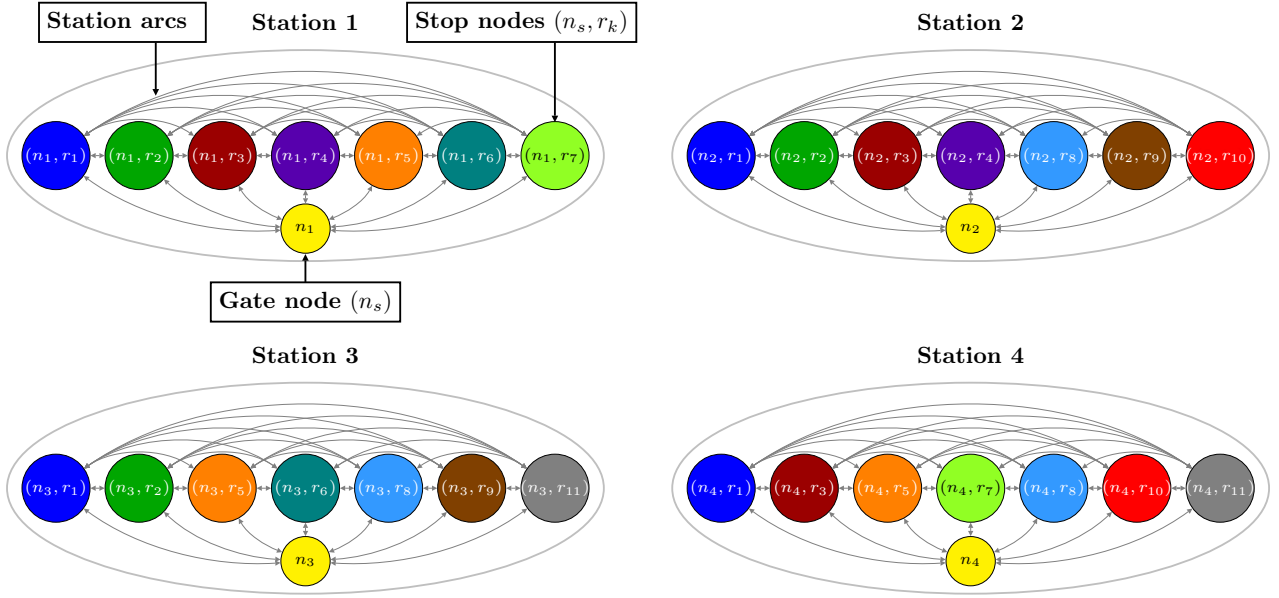 Station arcs
Station 1
Stop nodes (n_s, r_k)
Station 2
(n_1, r_1) (n_1, r_2) (n_1, r_3) (n_1, r_4) (n_1, r_5) (n_1, r_6) (n_1, r_7)
(n_2, r_1) (n_2, r_2) (n_2, r_3) (n_2, r_4) (n_2, r_8) (n_2, r_9) (n_2, r_10)
n_1
n_2
Gate node (n_s)
Station 3
Station 4
(n_3, r_1) (n_3, r_2) (n_3, r_5) (n_3, r_6) (n_3, r_8) (n_3, r_9) (n_3, r_11)
(n_4, r_1) (n_4, r_3) (n_4, r_5) (n_4, r_7) (n_4, r_8) (n_4, r_10) (n_4, r_11)
n_3
n_4